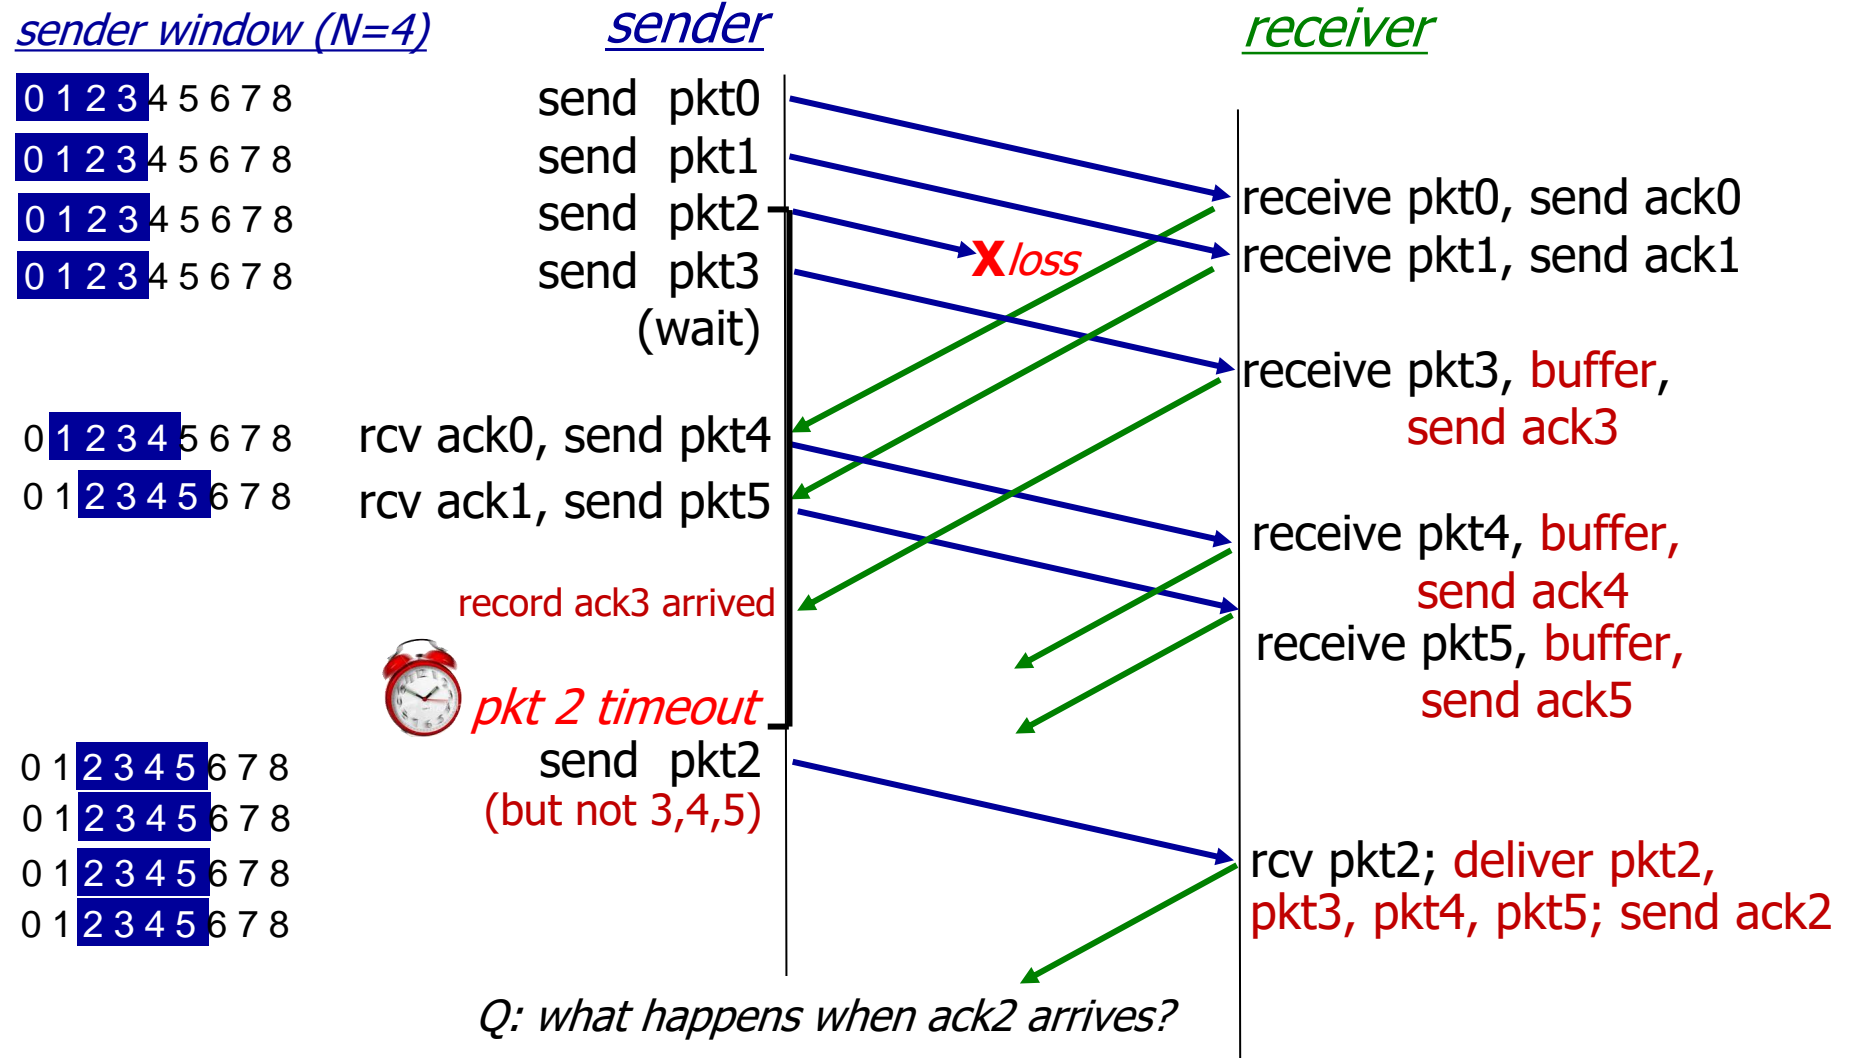 sender window (N=4) sender receiver
0 1 2 3 4 5 6 7 8 send pkt0
0 1 2 3 4 5 6 7 8 send pkt1
receive pkt0, send ack0
0 1 2 3 4 5 6 7 8 send pkt2
X loss
receive pkt1, send ack1
0 1 2 3 4 5 6 7 8 send pkt3
(wait)
receive pkt3, buffer,
send ack3
0 1 2 3 4 5 6 7 8 rcv ack0, send pkt4
0 1 2 3 4 5 6 7 8 rcv ack1, send pkt5
receive pkt4, buffer,
send ack4
record ack3 arrived
receive pkt5, buffer,
send ack5
pkt 2 timeout
0 1 2 3 4 5 6 7 8 send pkt2
0 1 2 3 4 5 6 7 8 (but not 3,4,5)
0 1 2 3 4 5 6 7 8 rcv pkt2; deliver pkt2,
0 1 2 3 4 5 6 7 8 pkt3, pkt4, pkt5; send ack2
Q: what happens when ack2 arrives?